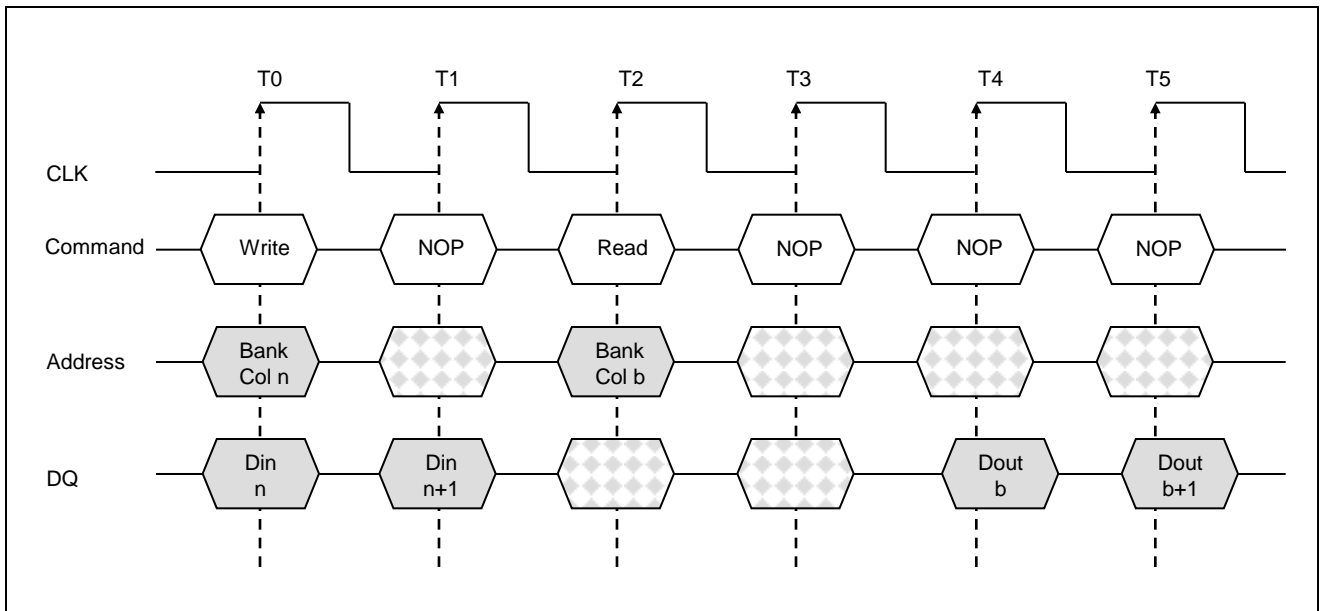 T0 T1 T2 T3 T4 T5
CLK
Command Write NOP Read NOP NOP NOP
Address Bank Col n Bank Col b
DQ Din n Din n+1 Dout b Dout b+1